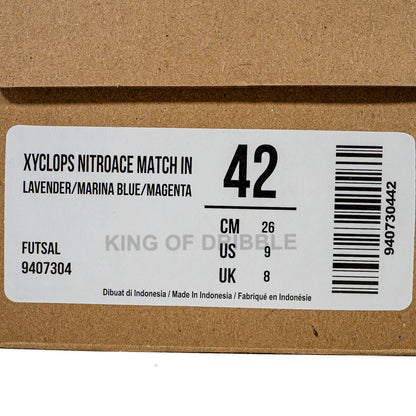 XYCLOPS NITROACE MATCH IN
LAVENDER/MARINA BLUE/MAGENTA
42
CM 26
US 9
UK 8
KING OF DRIBBLE
FUTSAL
9407304
Dibuat di Indonesia / Made In Indonesia / Fabriqué en Indonésie
940730442